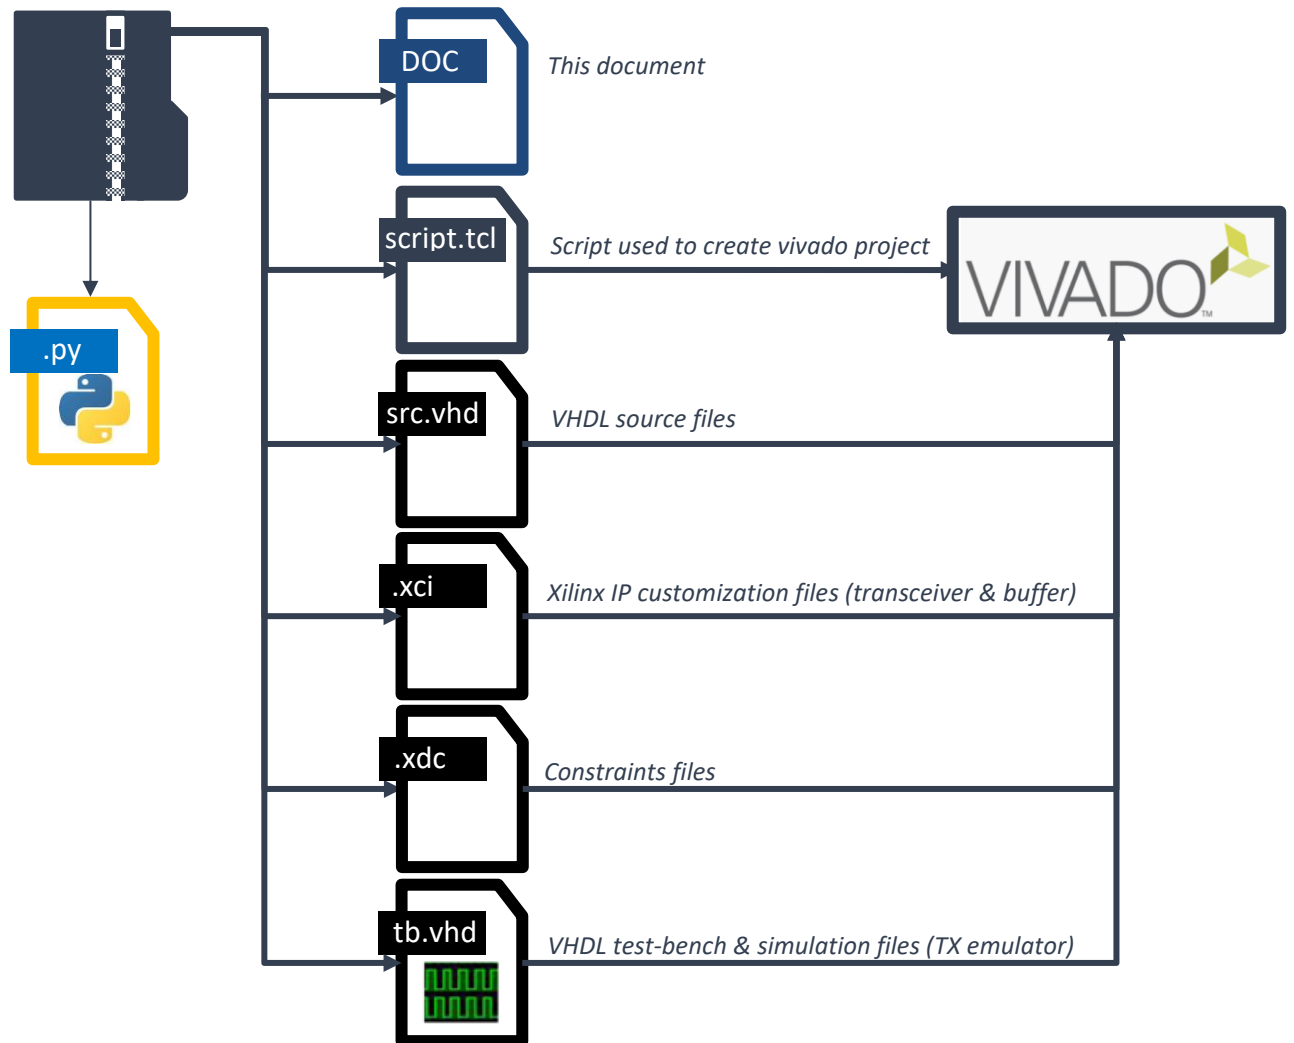 DOC
This document
script.tcl
Script used to create vivado project
VIVADO™
.py
src.vhd
VHDL source files
.xci
Xilinx IP customization files (transceiver & buffer)
.xdc
Constraints files
tb.vhd
VHDL test-bench & simulation files (TX emulator)